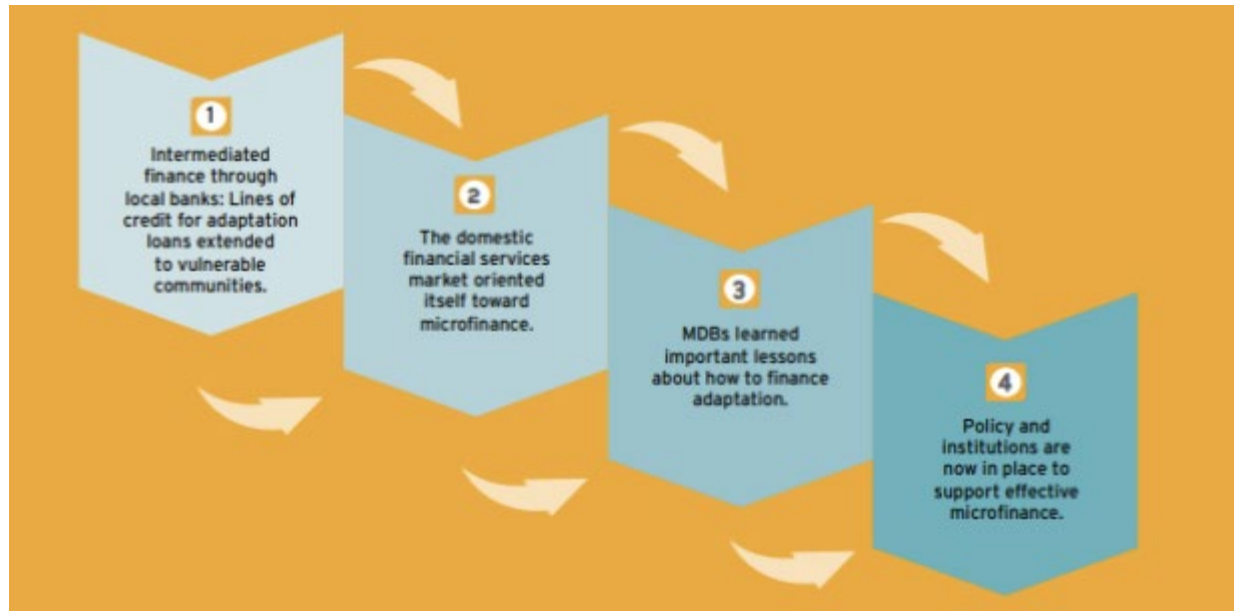 1
Intermediated
finance through
local banks: Lines of
credit for adaptation
loans extended
to vulnerable
communities.
2
The domestic
financial services
market oriented
itself toward
microfinance.
3
MDBs learned
important lessons
about how to finance
adaptation.
4
Policy and
institutions are
now in place to
support effective
microfinance.